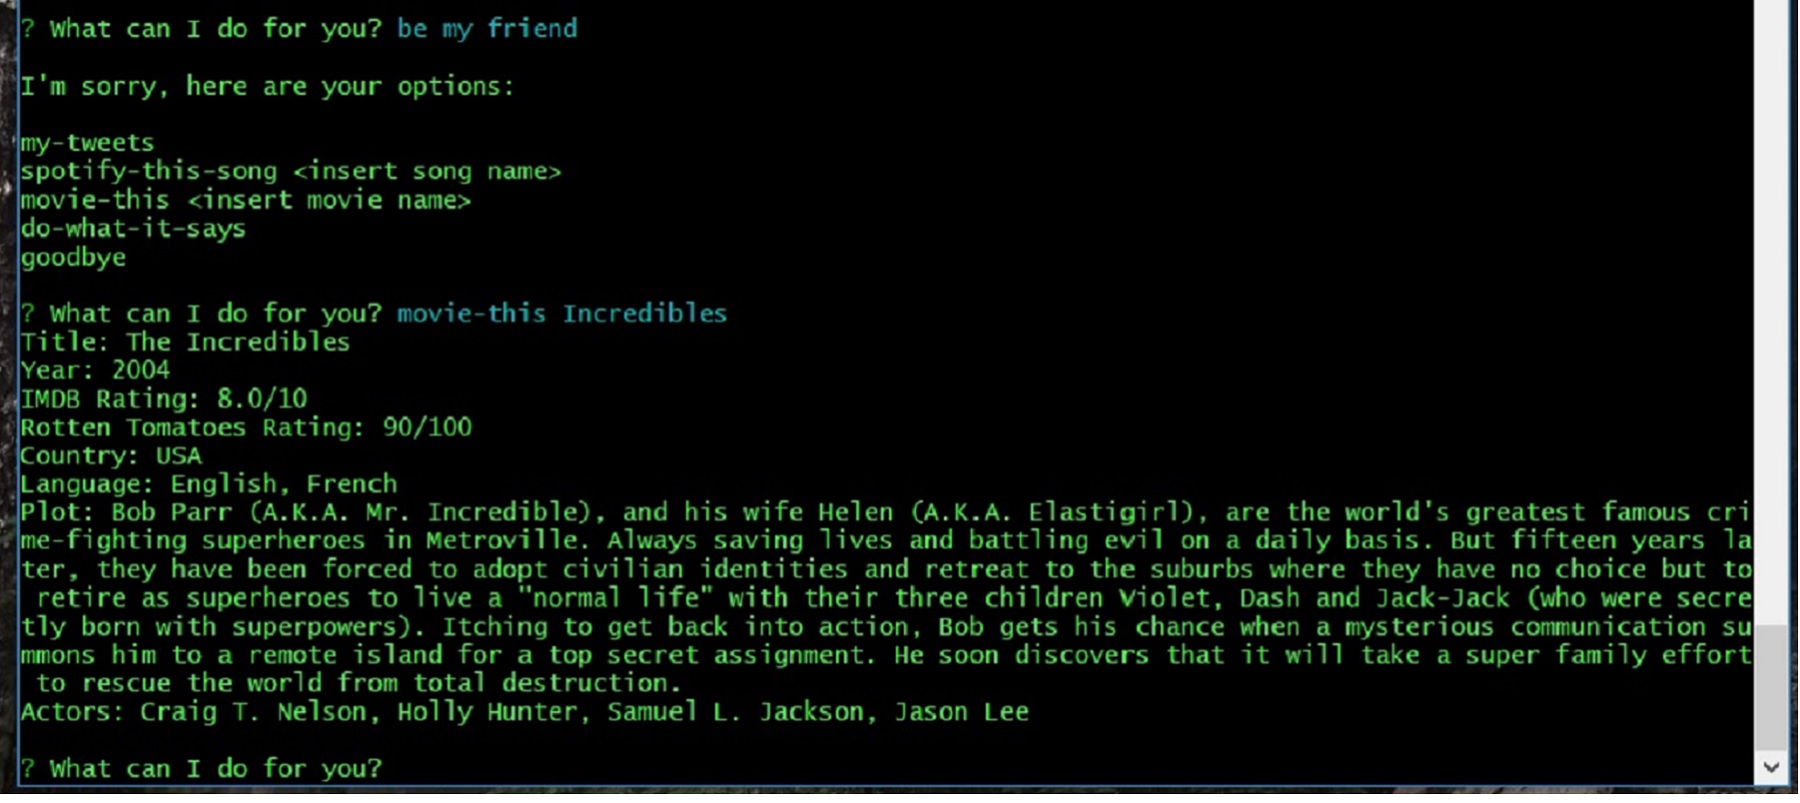 ? What can I do for you? be my friend
I'm sorry, here are your options:
my-tweets
spotify-this-song <insert song name>
movie-this <insert movie name>
do-what-it-says
goodbye
? What can I do for you? movie-this Incredibles
Title: The Incredibles
Year: 2004
IMDB Rating: 8.0/10
Rotten Tomatoes Rating: 90/100
Country: USA
Language: English, French
Plot: Bob Parr (A.K.A. Mr. Incredible), and his wife Helen (A.K.A. Elastigirl), are the world's greatest famous cri
me-fighting superheroes in Metroville. Always saving lives and battling evil on a daily basis. But fifteen years la
ter, they have been forced to adopt civilian identities and retreat to the suburbs where they have no choice but to
 retire as superheroes to live a "normal life" with their three children Violet, Dash and Jack-Jack (who were secre
tly born with superpowers). Itching to get back into action, Bob gets his chance when a mysterious communication su
mmons him to a remote island for a top secret assignment. He soon discovers that it will take a super family effort
 to rescue the world from total destruction.
Actors: Craig T. Nelson, Holly Hunter, Samuel L. Jackson, Jason Lee
? What can I do for you?